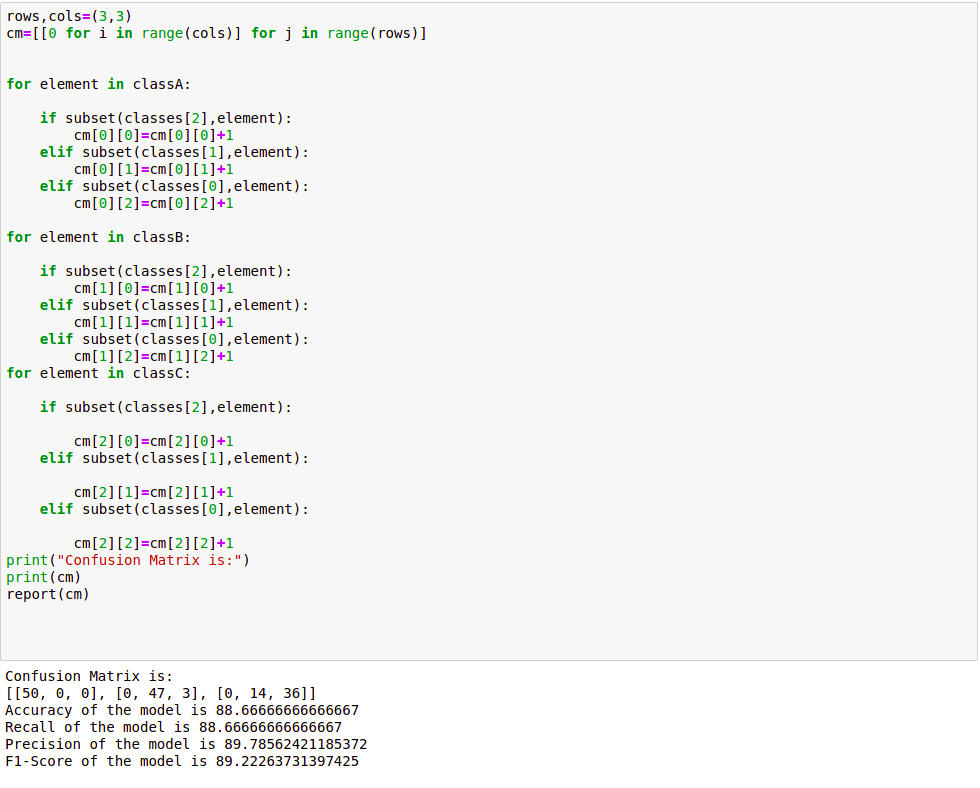 rows,cols=(3,3)
cm=[[0 for i in range(cols)] for j in range(rows)]
for element in classA:
    if subset(classes[2],element):
        cm[0][0]=cm[0][0]+1
    elif subset(classes[1],element):
        cm[0][1]=cm[0][1]+1
    elif subset(classes[0],element):
        cm[0][2]=cm[0][2]+1
for element in classB:
    if subset(classes[2],element):
        cm[1][0]=cm[1][0]+1
    elif subset(classes[1],element):
        cm[1][1]=cm[1][1]+1
    elif subset(classes[0],element):
        cm[1][2]=cm[1][2]+1
for element in classC:
    if subset(classes[2],element):
        cm[2][0]=cm[2][0]+1
    elif subset(classes[1],element):
        cm[2][1]=cm[2][1]+1
    elif subset(classes[0],element):
        cm[2][2]=cm[2][2]+1
print("Confusion Matrix is:")
print(cm)
report(cm)
Confusion Matrix is:
[[50, 0, 0], [0, 47, 3], [0, 14, 36]]
Accuracy of the model is 88.66666666666667
Recall of the model is 88.66666666666667
Precision of the model is 89.78562421185372
F1-Score of the model is 89.22263731397425